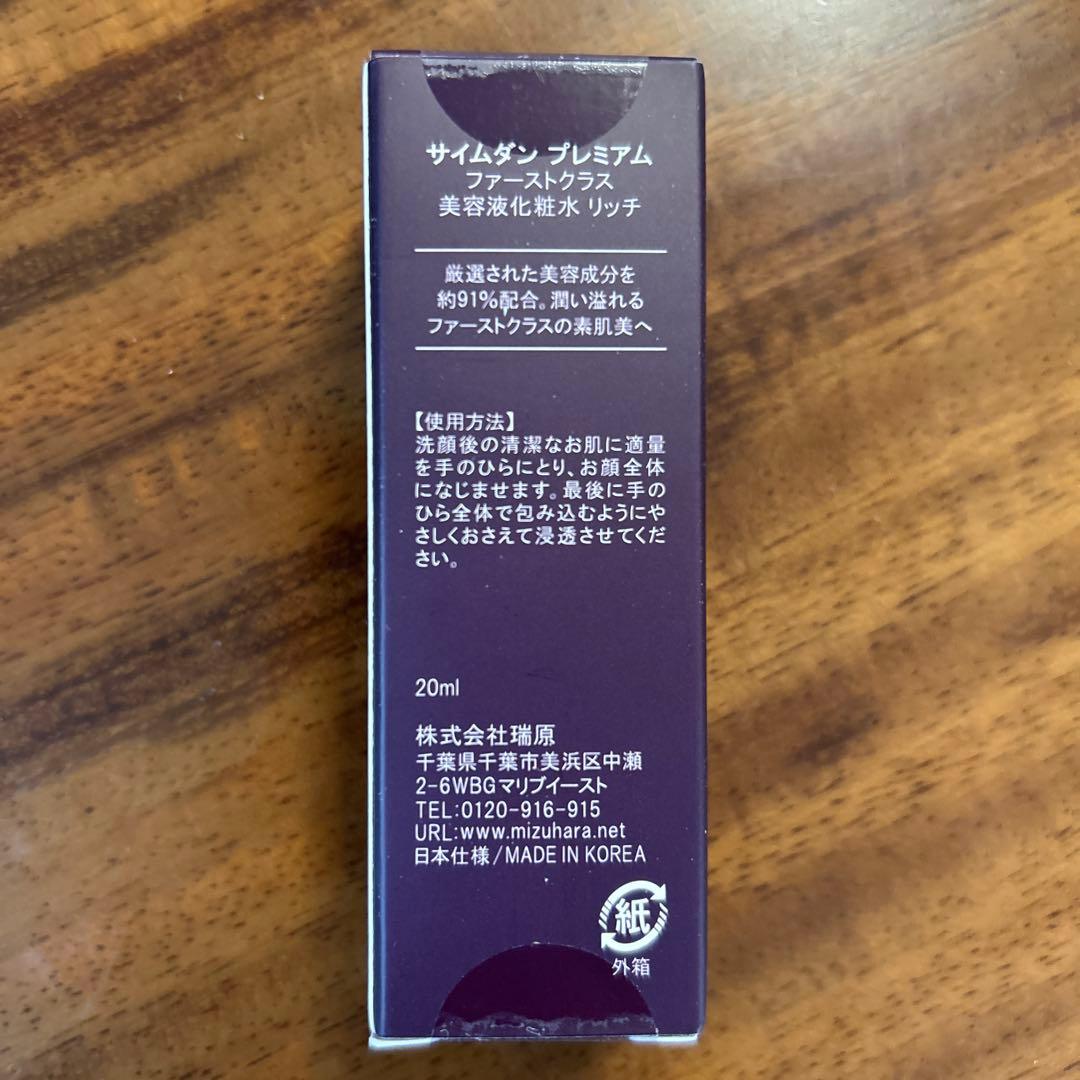 サイムダン プレミアム
ファーストクラス
美容液化粧水 リッチ
厳選された美容成分を
約91%配合。潤い溢れる
ファーストクラスの素肌美へ
【使用方法】
洗顔後の清潔なお肌に適量
を手のひらにとり、お顔全体
になじませます。最後に手の
ひら全体で包み込むようにや
さしくおさえて浸透させてくだ
さい。
20ml
株式会社瑞原
千葉県千葉市美浜区中瀬
2-6WBGマリブイースト
TEL:0120-916-915
URL:www.mizuhara.net
日本仕様/MADE IN KOREA
紙
外箱